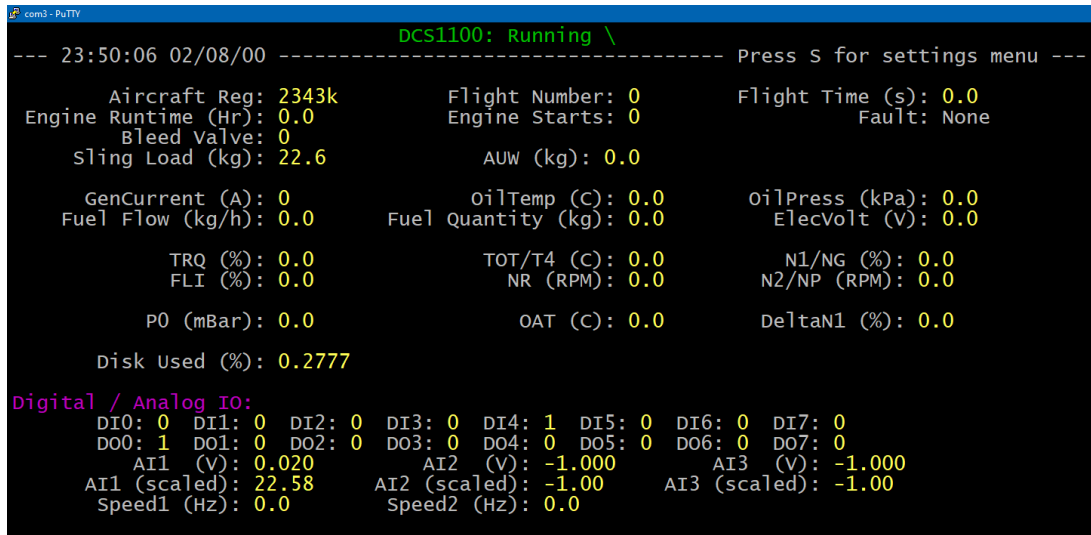 com3 - PuTTY
DCS1100: Running \
--- 23:50:06 02/08/00 ------------------------------------- Press S for settings menu ---
Aircraft Reg: 2343k Flight Number: 0 Flight Time (s): 0.0
Engine Runtime (Hr): 0.0 Engine Starts: 0 Fault: None
Bleed Valve: 0
Sling Load (kg): 22.6 AUW (kg): 0.0
GenCurrent (A): 0 OilTemp (C): 0.0 OilPress (kPa): 0.0
Fuel Flow (kg/h): 0.0 Fuel Quantity (kg): 0.0 ElecVolt (V): 0.0
TRQ (%): 0.0 TOT/T4 (C): 0.0 N1/NG (%): 0.0
FLI (%): 0.0 NR (RPM): 0.0 N2/NP (RPM): 0.0
P0 (mBar): 0.0 OAT (C): 0.0 DeltaN1 (%): 0.0
Disk Used (%): 0.2777
Digital / Analog IO:
DI0: 0 DI1: 0 DI2: 0 DI3: 0 DI4: 1 DI5: 0 DI6: 0 DI7: 0
DO0: 1 DO1: 0 DO2: 0 DO3: 0 DO4: 0 DO5: 0 DO6: 0 DO7: 0
AI1 (V): 0.020 AI2 (V): -1.000 AI3 (V): -1.000
AI1 (scaled): 22.58 AI2 (scaled): -1.00 AI3 (scaled): -1.00
Speed1 (Hz): 0.0 Speed2 (Hz): 0.0